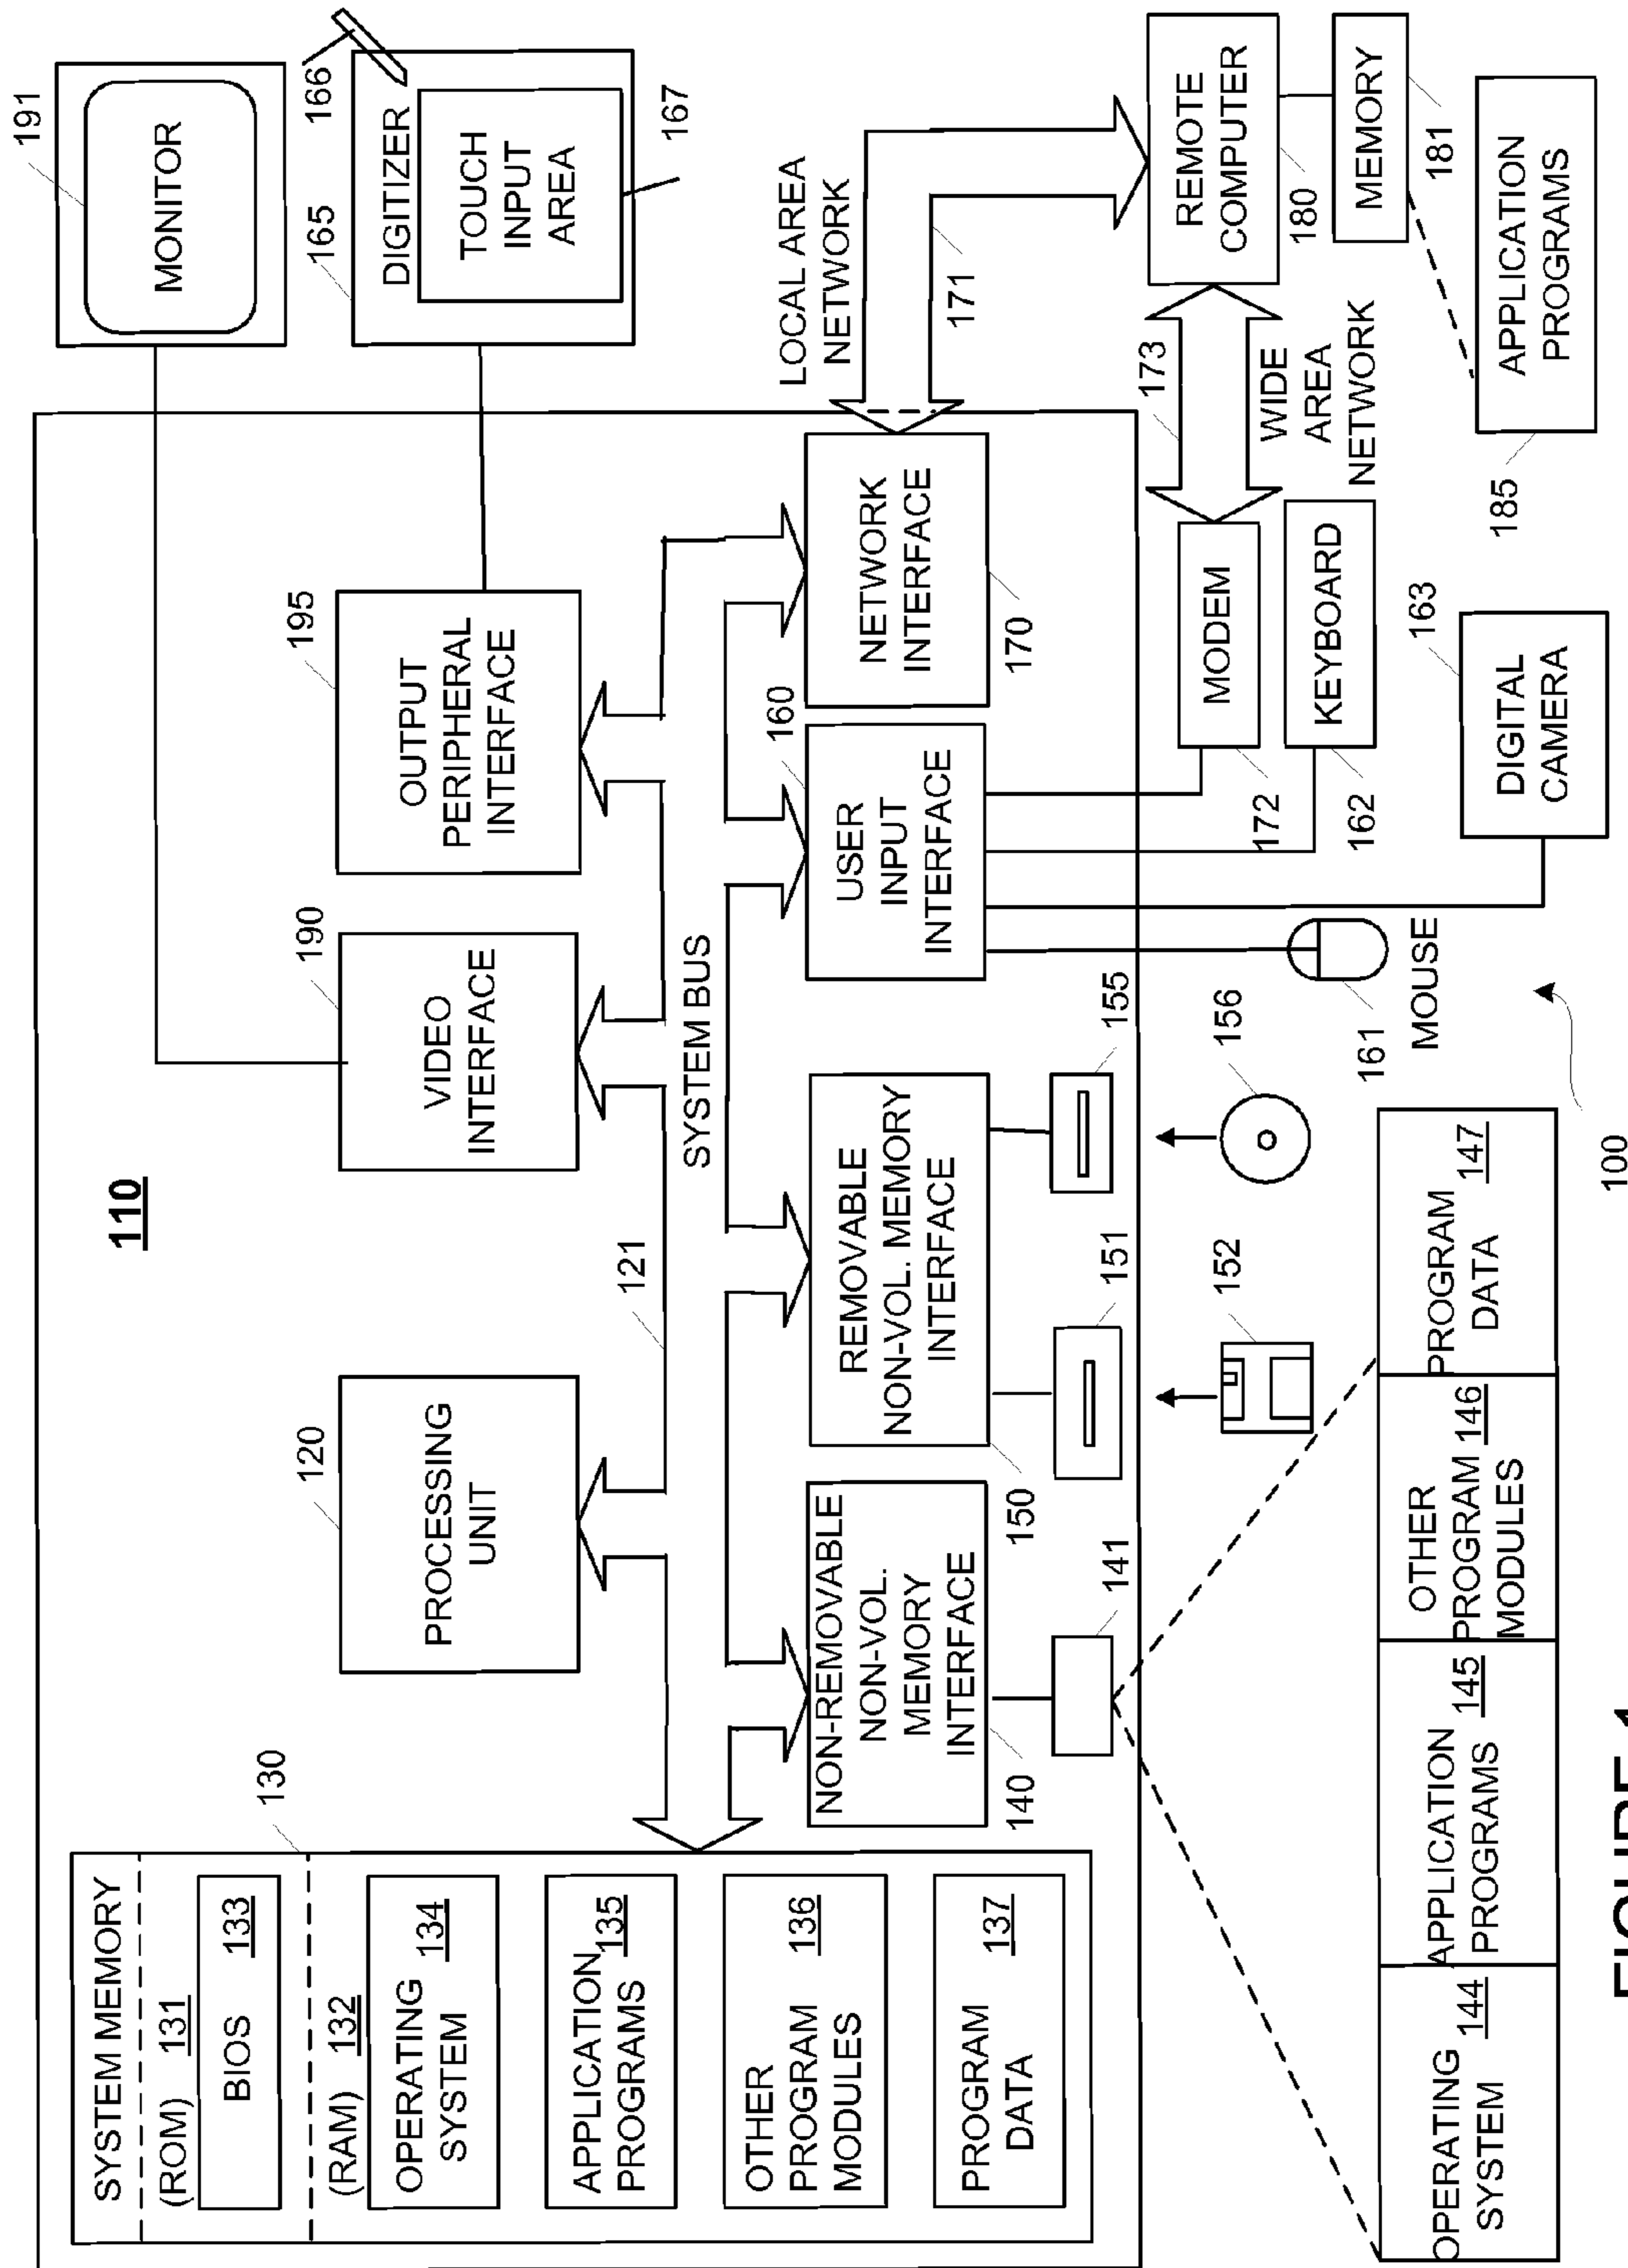 110
SYSTEM MEMORY
(ROM) 131
BIOS 133
(RAM) 132
OPERATING
SYSTEM 134
APPLICATION
PROGRAMS 135
OTHER
PROGRAM
MODULES 136
PROGRAM
DATA 137
130
120
PROCESSING
UNIT
190
VIDEO
INTERFACE
195
OUTPUT
PERIPHERAL
INTERFACE
191
MONITOR
165
166
DIGITIZER
TOUCH
INPUT
AREA
167
121
SYSTEM BUS
NON-REMOVABLE
NON-VOL.
MEMORY
INTERFACE
140
REMOVABLE
NON-VOL. MEMORY
INTERFACE
150
160
USER
INPUT
INTERFACE
NETWORK
INTERFACE
170
LOCAL AREA
NETWORK
171
141
151
155
152
156
161
MOUSE
172
MODEM
162
KEYBOARD
163
DIGITAL
CAMERA
173
WIDE
AREA
NETWORK
REMOTE
COMPUTER
180
MEMORY
181
185
APPLICATION
PROGRAMS
OPERATING
SYSTEM 144
APPLICATION
PROGRAMS 145
OTHER
PROGRAM 146
MODULES
PROGRAM
DATA 147
100
FIGURE 1